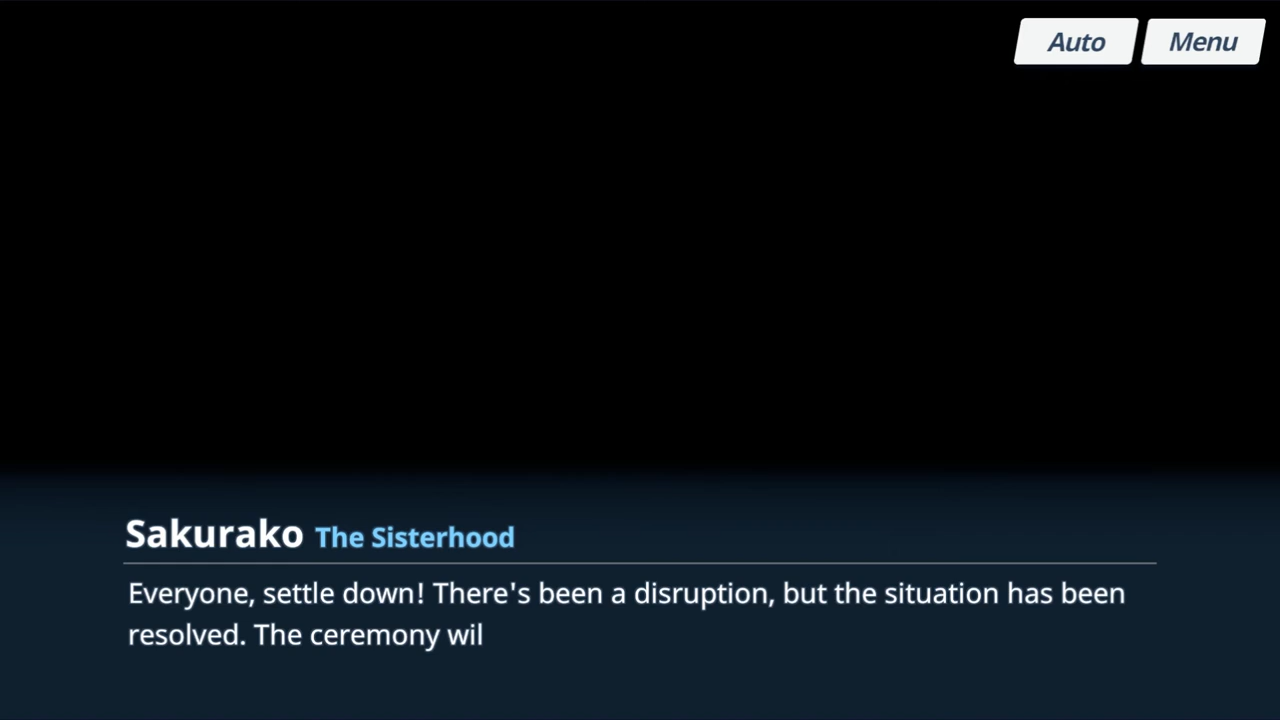 Auto Menu
Sakurako The Sisterhood
Everyone, settle down! There's been a disruption, but the situation has been
resolved. The ceremony wil